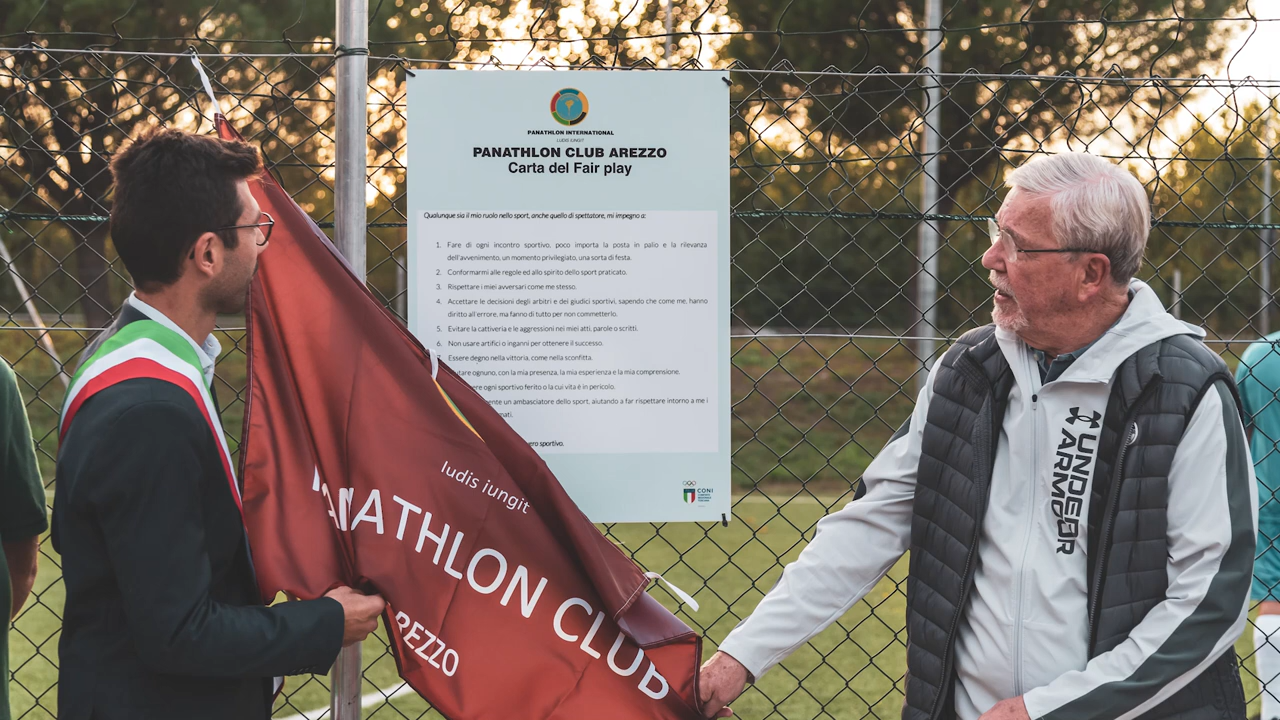 PANATHLON INTERNATIONAL
LUDIS IUNGIT
PANATHLON CLUB AREZZO
Carta del Fair play
Qualunque sia il mio ruolo nello sport, anche quello di spettatore, mi impegno a:
1. Fare di ogni incontro sportivo, poco importa la posta in palio e la rilevanza
dell'avvenimento, un momento privilegiato, una sorta di festa.
2. Conformarmi alle regole ed allo spirito dello sport praticato.
3. Rispettare i miei avversari come me stesso.
4. Accettare le decisioni degli arbitri e dei giudici sportivi, sapendo che come me, hanno
diritto all'errore, ma fanno di tutto per non commetterlo.
5. Evitare la cattiveria e le aggressioni nei miei atti, parole o scritti.
6. Non usare artifici o inganni per ottenere il successo.
7. Essere degno nella vittoria, come nella sconfitta.
utare ognuno, con la mia presenza, la mia esperienza e la mia comprensione.
ere ogni sportivo ferito o la cui vita è in pericolo.
ente un ambasciatore dello sport, aiutando a far rispettare intorno a me i
mati.
ero sportivo.
CONI
ludis iungit
PANATHLON CLUB
REZZO
UNDER
ARMOUR